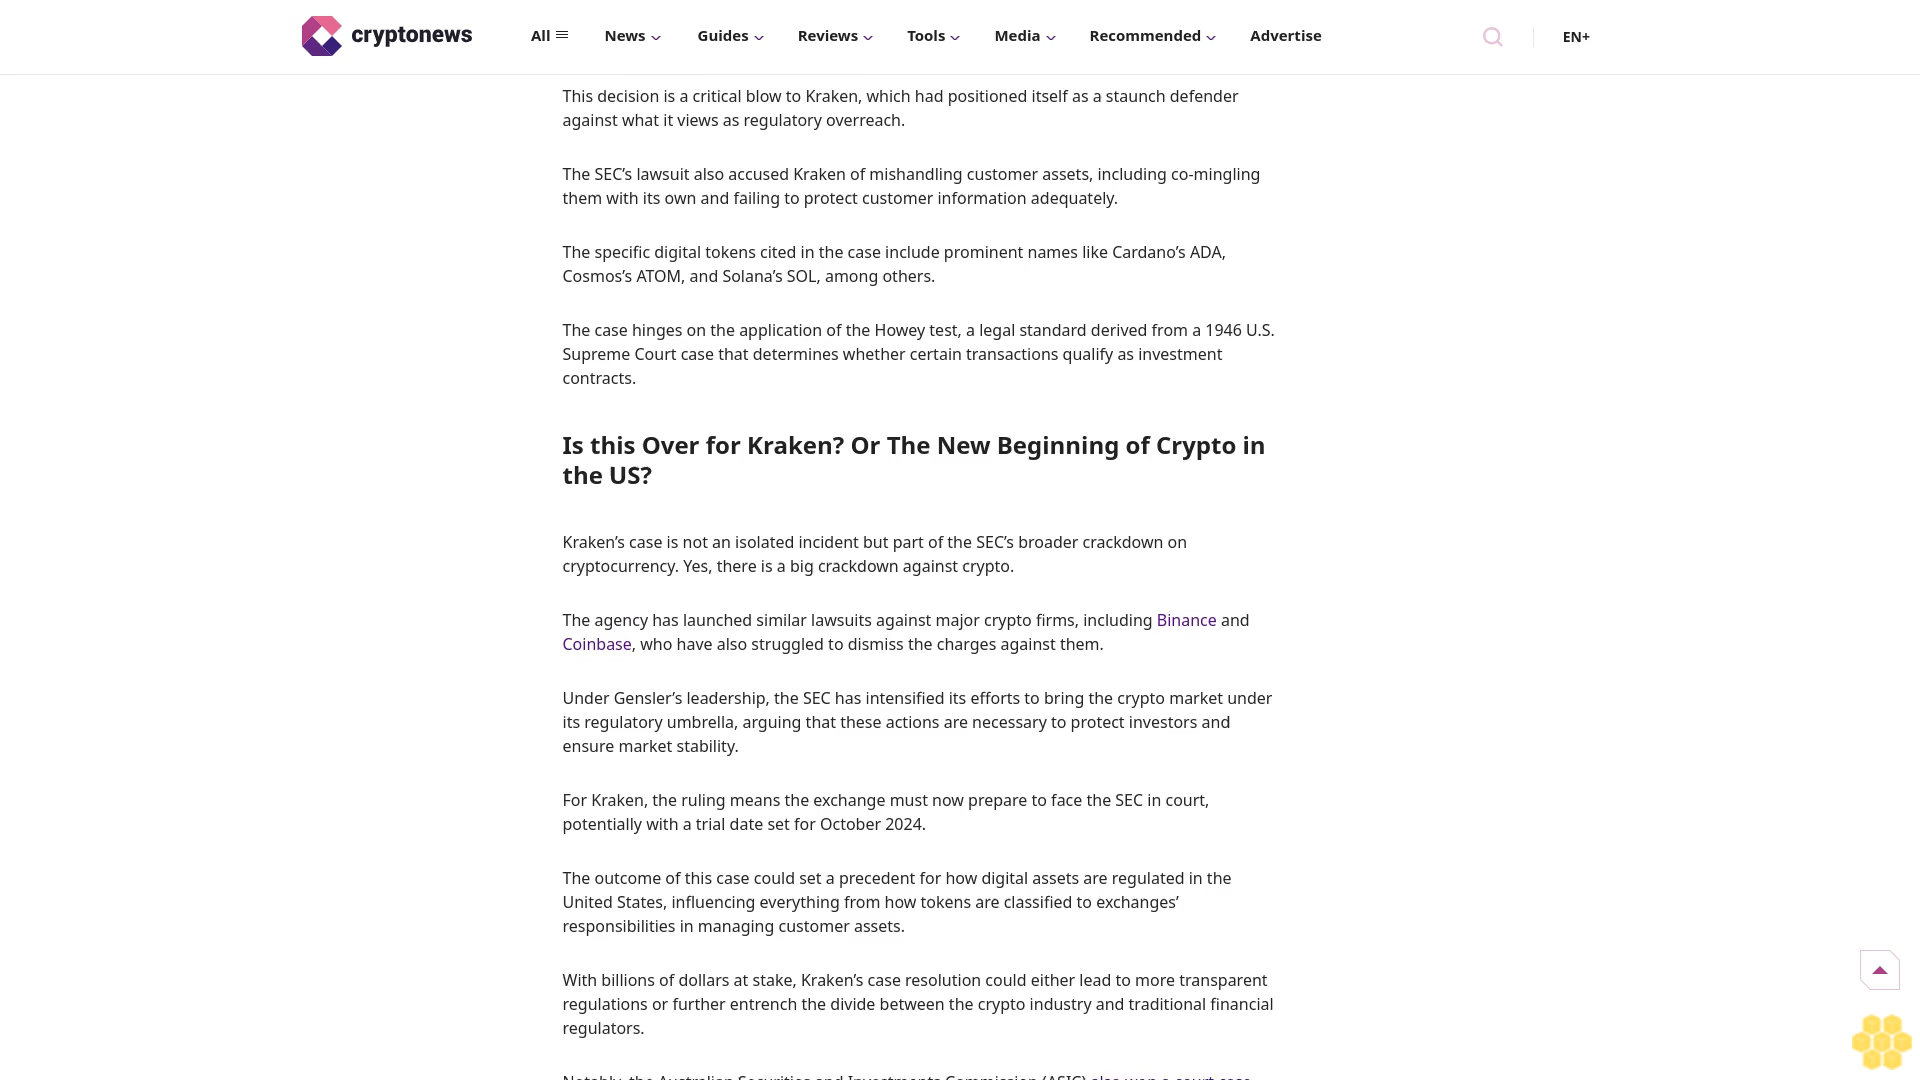 cryptonews
All News Guides Reviews Tools Media Recommended Advertise EN+
This decision is a critical blow to Kraken, which had positioned itself as a staunch defender
against what it views as regulatory overreach.
The SEC’s lawsuit also accused Kraken of mishandling customer assets, including co-mingling
them with its own and failing to protect customer information adequately.
The specific digital tokens cited in the case include prominent names like Cardano’s ADA,
Cosmos’s ATOM, and Solana’s SOL, among others.
The case hinges on the application of the Howey test, a legal standard derived from a 1946 U.S.
Supreme Court case that determines whether certain transactions qualify as investment
contracts.
Is this Over for Kraken? Or The New Beginning of Crypto in
the US?
Kraken’s case is not an isolated incident but part of the SEC’s broader crackdown on
cryptocurrency. Yes, there is a big crackdown against crypto.
The agency has launched similar lawsuits against major crypto firms, including Binance and
Coinbase, who have also struggled to dismiss the charges against them.
Under Gensler’s leadership, the SEC has intensified its efforts to bring the crypto market under
its regulatory umbrella, arguing that these actions are necessary to protect investors and
ensure market stability.
For Kraken, the ruling means the exchange must now prepare to face the SEC in court,
potentially with a trial date set for October 2024.
The outcome of this case could set a precedent for how digital assets are regulated in the
United States, influencing everything from how tokens are classified to exchanges’
responsibilities in managing customer assets.
With billions of dollars at stake, Kraken’s case resolution could either lead to more transparent
regulations or further entrench the divide between the crypto industry and traditional financial
regulators.
Notably, the Australian Securities and Investments Commission (ASIC) also won a court case